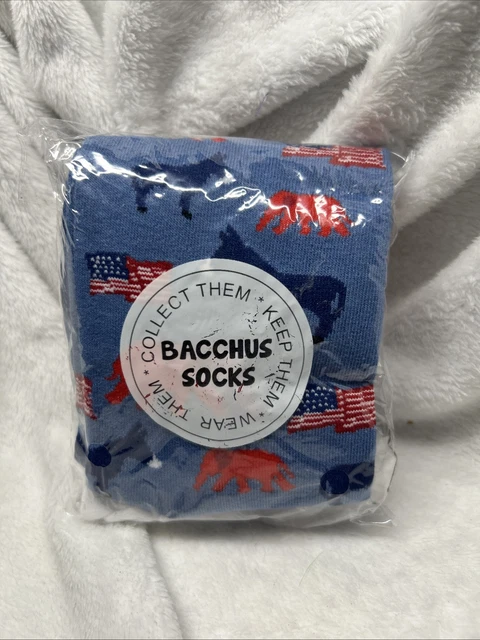 COLLECT THEM * KEEP THEM * WEAR THEM *
BACCHUS
SOCKS